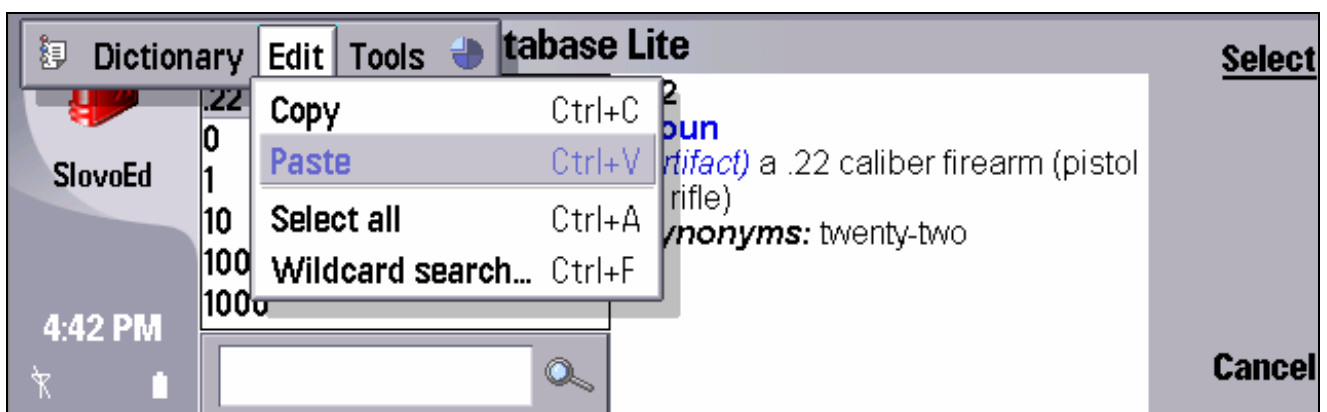 Dictionary Edit Tools tabase Lite
Select
Copy Ctrl+C
Paste Ctrl+V
Select all Ctrl+A
Wildcard search... Ctrl+F
SlovoEd
4:42 PM
.22
0
1
10
100
1000
2
oun
rtifact) a .22 caliber firearm (pistol
rifle)
ynonyms: twenty-two
Cancel